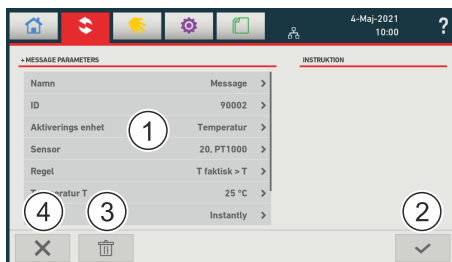 4-Maj-2021
10:00
?
MESSAGE PARAMETERS
INSTRUKTION
Namn Message >
ID 90002 >
Aktiverings enhet Temperatur >
Sensor 20, PT1000 >
Regel T faktisk > T >
T 25 °C >
Instantly >
1
2
3
4